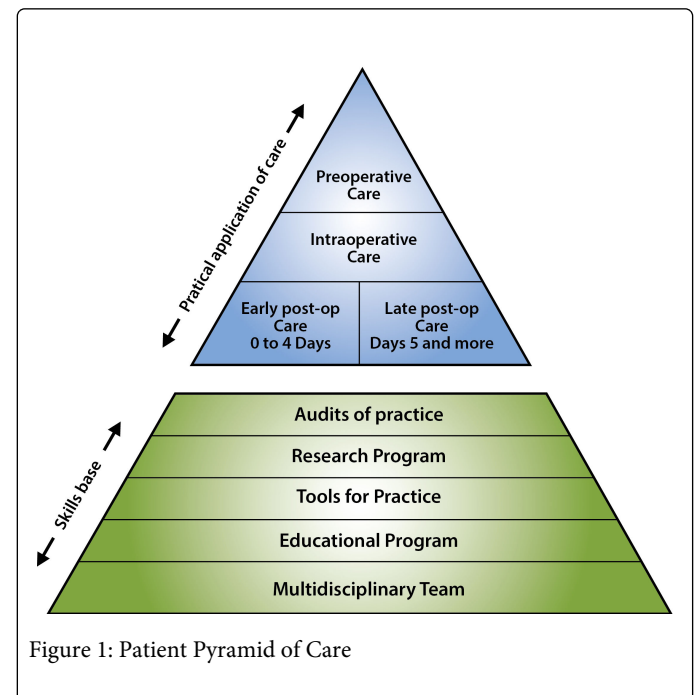 Pratical application of care
Preoperative
Care
Intraoperative
Care
Early post-op
Care
0 to 4 Days
Late post-op
Care
Days 5 and more
Skills base
Audits of practice
Research Program
Tools for Practice
Educational Program
Multidisciplinary Team
Figure 1: Patient Pyramid of Care